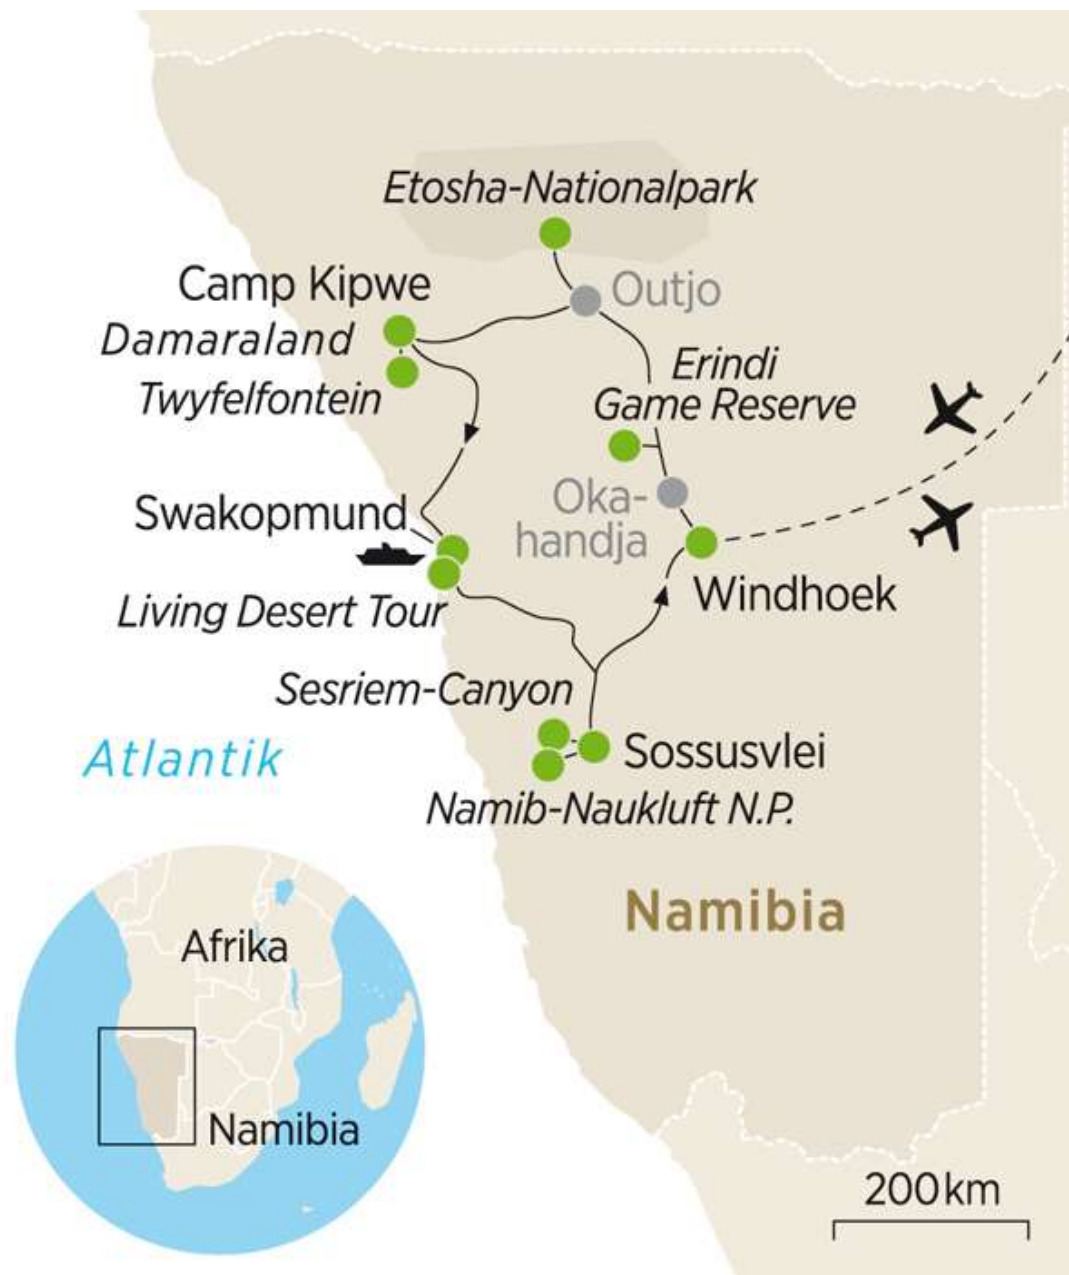 Etosha-Nationalpark
Camp Kipwe
Outjo
Damaraland
Twyfelfontein
Erindi
Game Reserve
Swakopmund
Oka-
handja
Living Desert Tour
Windhoek
Sesriem-Canyon
Atlantik
Sossusvlei
Namib-Naukluft N.P.
Namibia
Afrika
Namibia
200 km